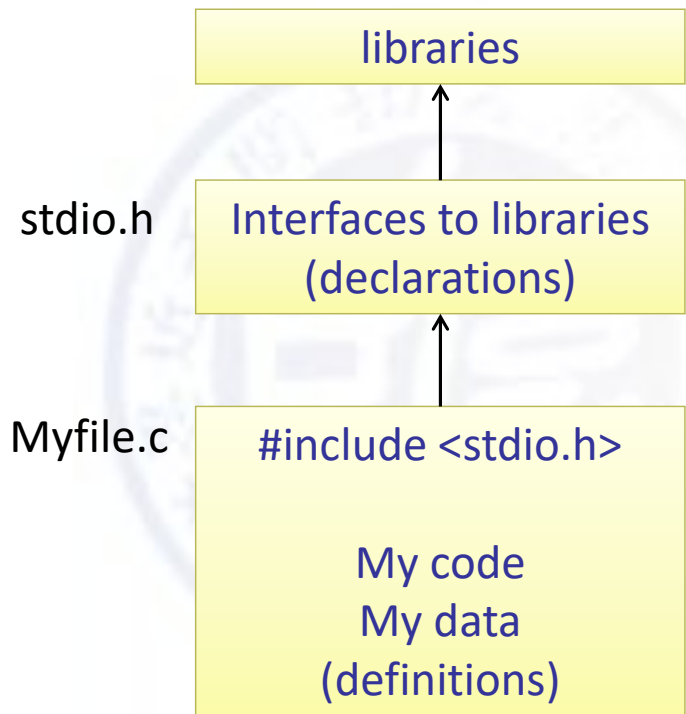 libraries
stdio.h
Interfaces to libraries
(declarations)
Myfile.c
#include <stdio.h>
My code
My data
(definitions)